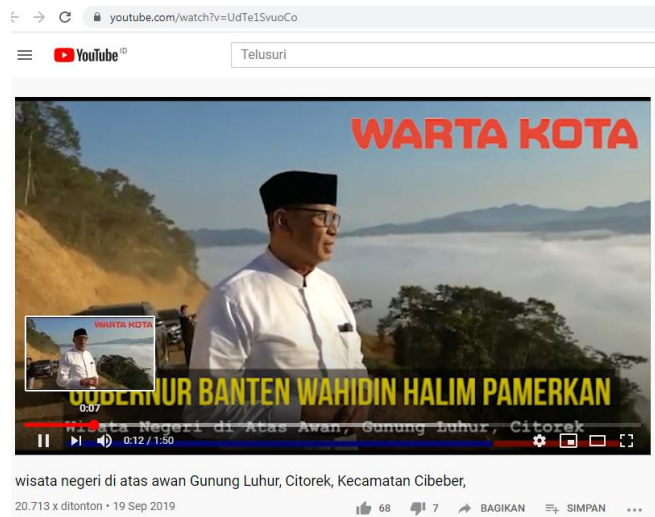 youtube.com/watch?v=UdTe1SvuoCo
YouTube ID
Telusuri
WARTA KOTA
WARTA KOTA
GUBERNUR BANTEN WAHIDIN HALIM PAMERKAN
0:07
Wisata Negeri di Atas Awan, Gunung Luhur, Citorek
0:12 / 1:50
wisata negeri di atas awan Gunung Luhur, Citorek, Kecamatan Cibeber,
20.713 x ditonton • 19 Sep 2019
68 7 BAGIKAN SIMPAN